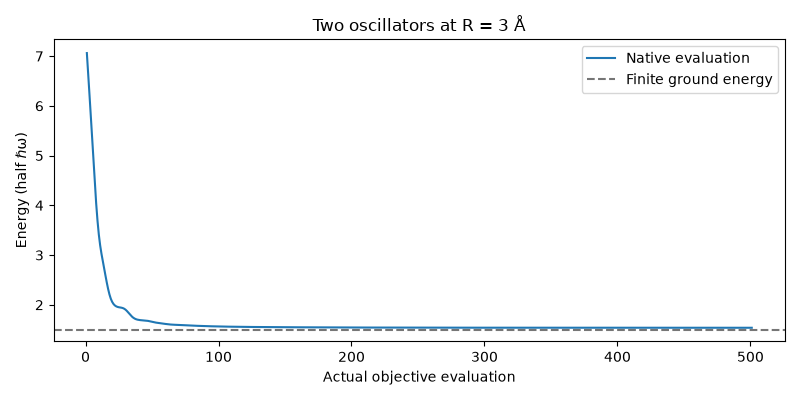 Two oscillators at R = 3 Å
Energy (half ℏω)
7
6
5
4
3
2
Native evaluation
Finite ground energy
0 100 200 300 400 500
Actual objective evaluation